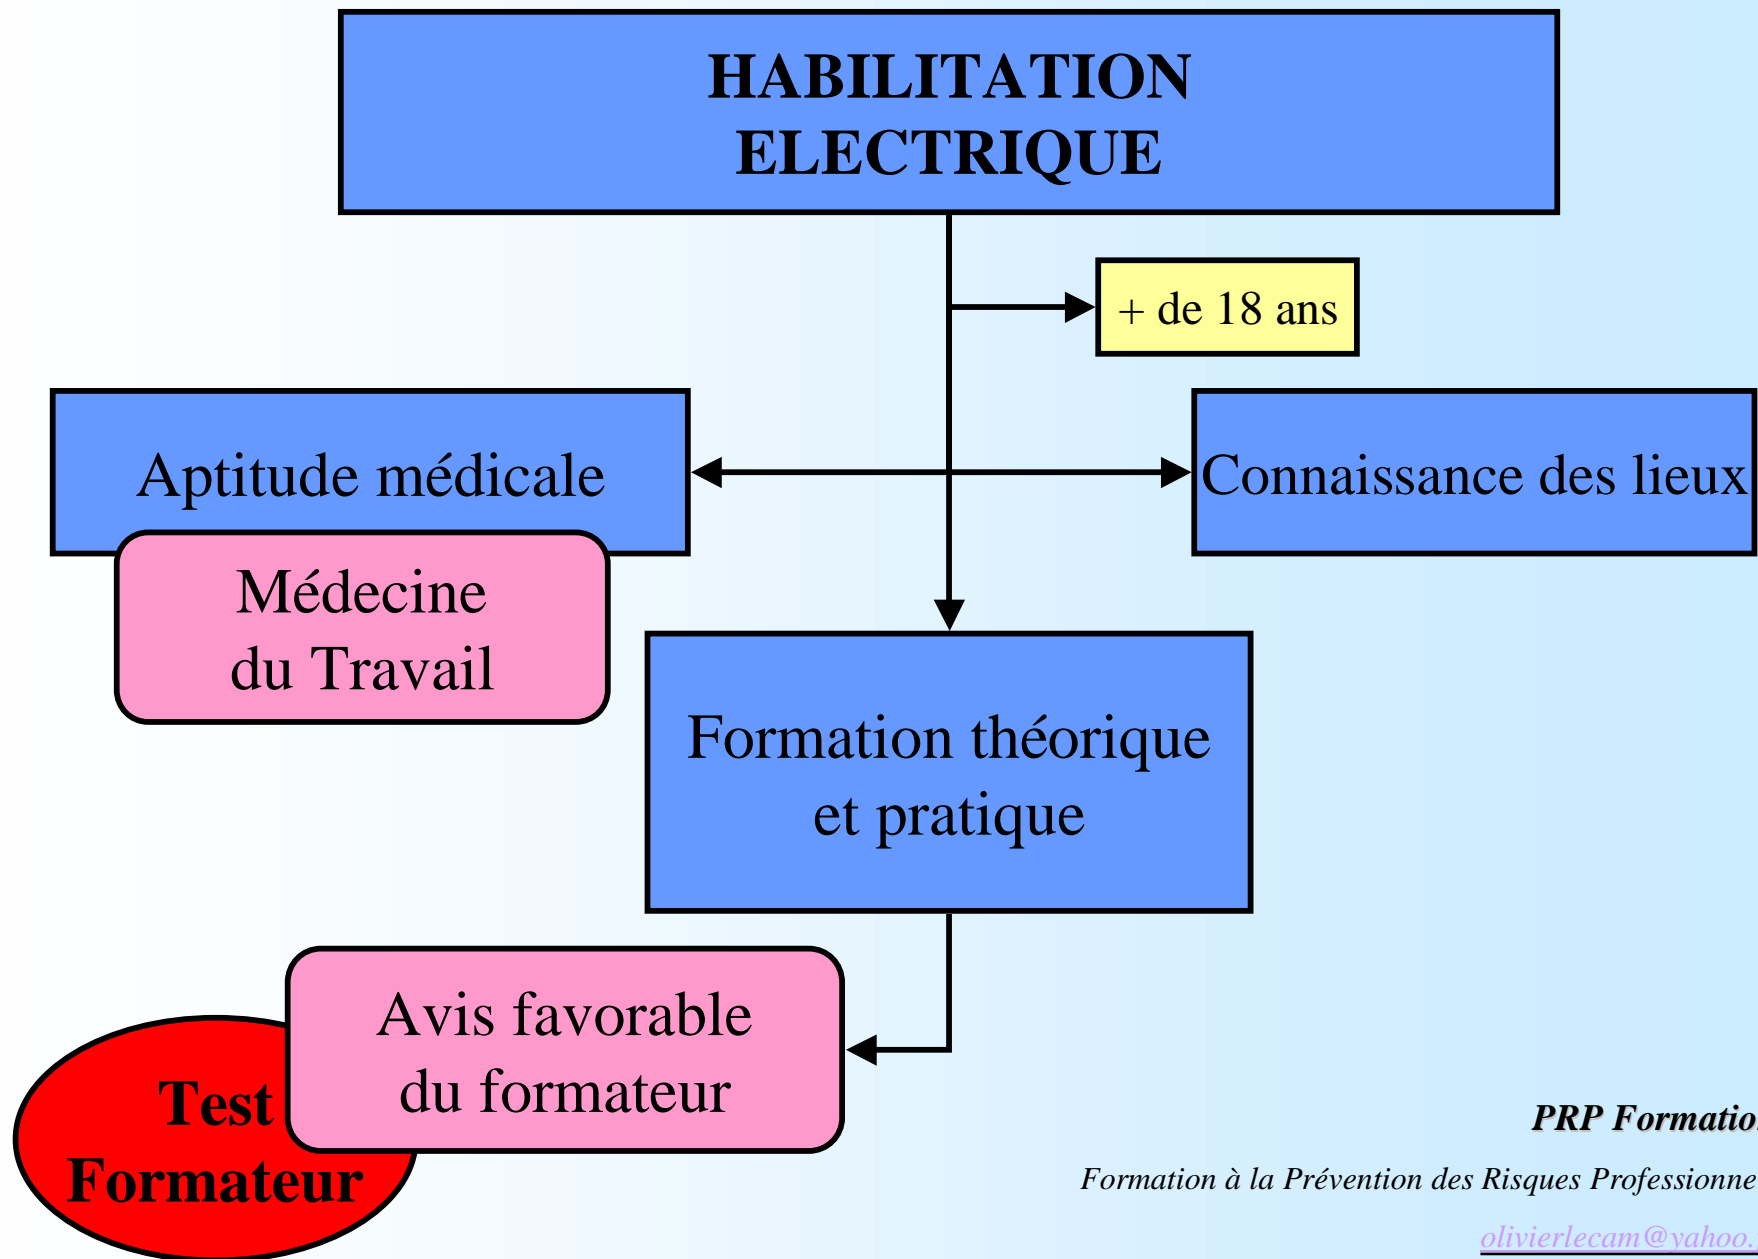 HABILITATION
ELECTRIQUE
+ de 18 ans
Aptitude médicale
Connaissance des lieux
Médecine
du Travail
Formation théorique
et pratique
Avis favorable
du formateur
Test
Formateur
PRP Formation
Formation à la Prévention des Risques Professionne
olivierlecam@yahoo.